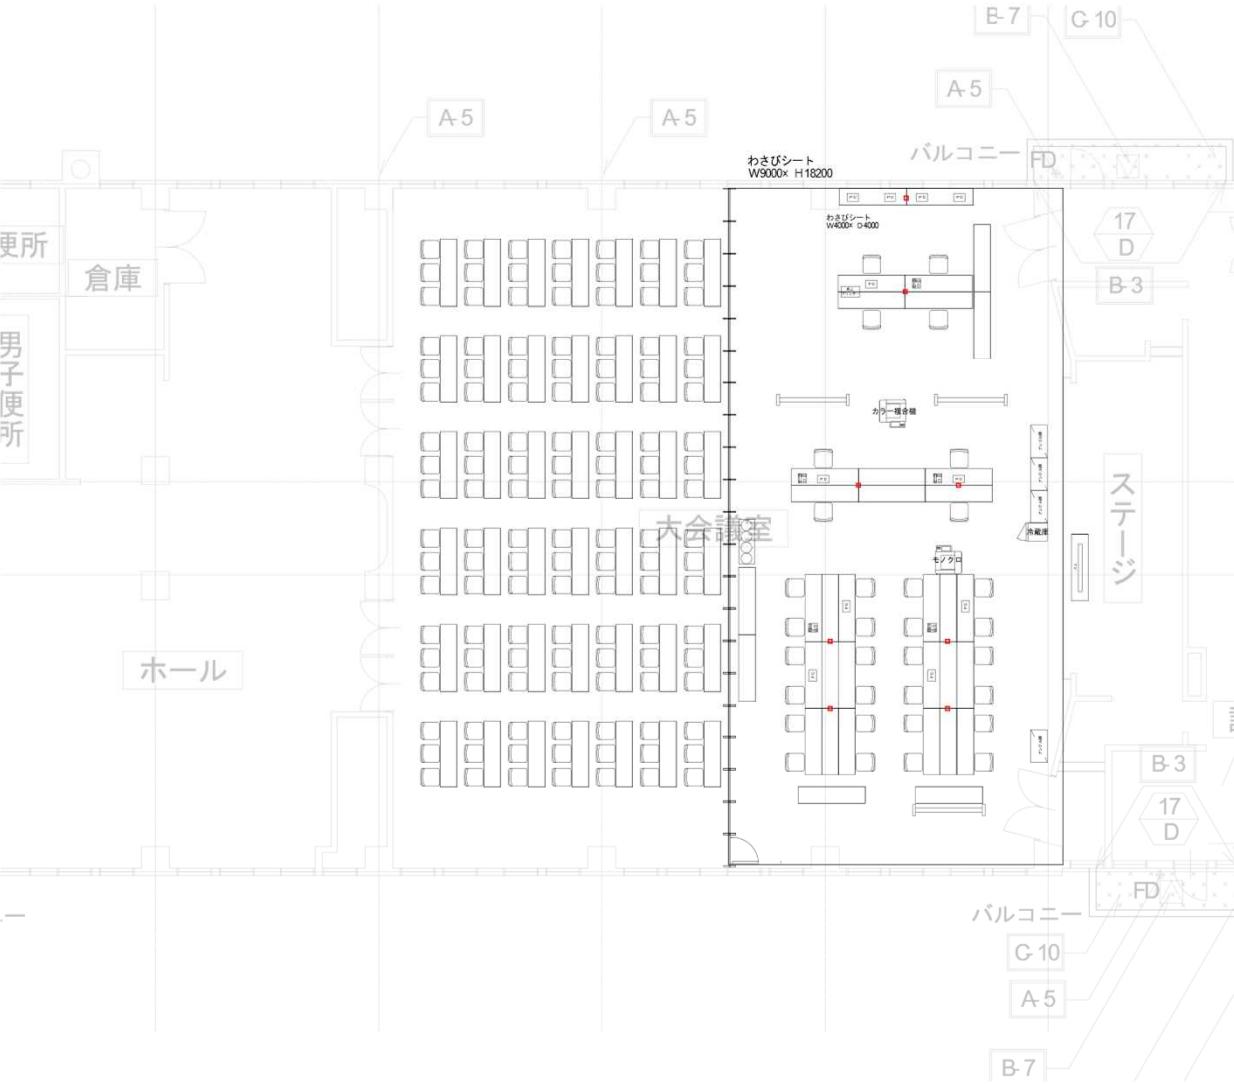 B-7
C-10
A-5
A-5
A-5
わさびシート
W9000× H18200
バルコニー
FD
わさびシート
W4000× D4000
17
D
便所
倉庫
B-3
男子便所
カラー複合機
大会議室
ステージ
冷蔵庫
モノクロ
ホール
B-3
17
D
FD
バルコニー
C-10
A-5
B-7